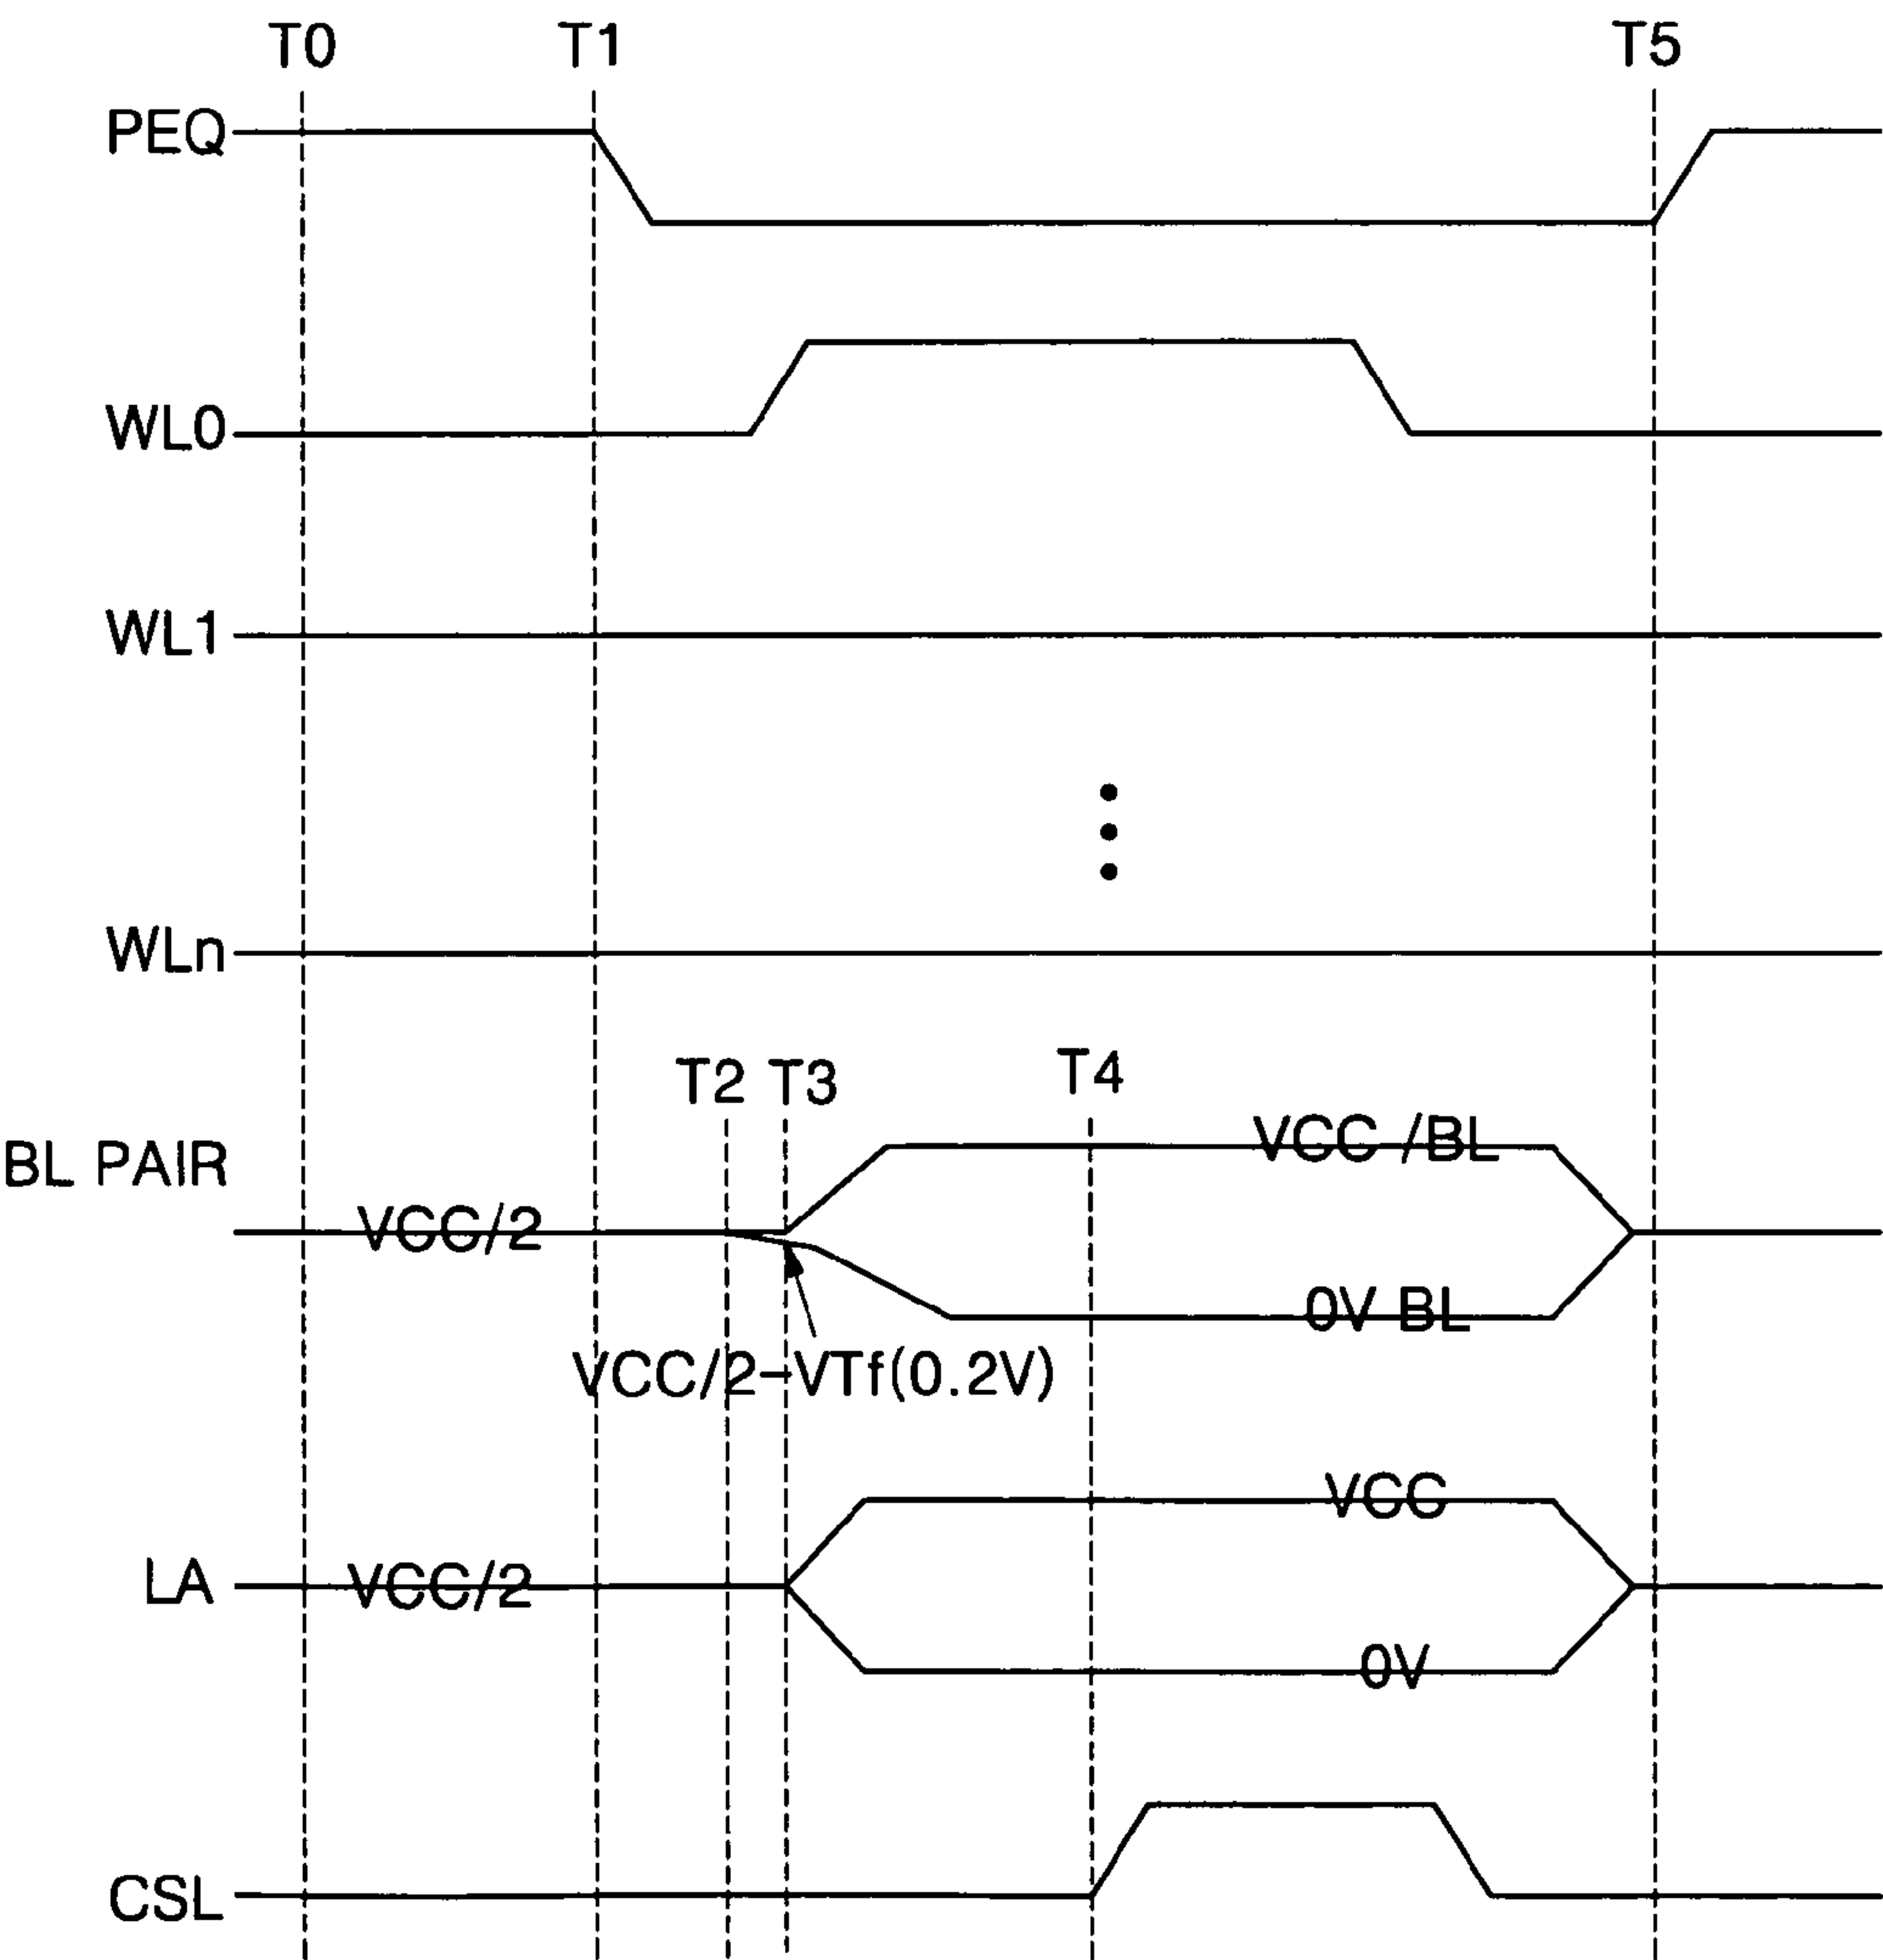 T0 T1 T5
PEQ
WL0
WL1
WLn
T2 T3 T4
BL PAIR
VCC /BL
VCC/2
0V BL
VCC/2-VTf(0.2V)
VCC
LA
VCC/2
0V
CSL